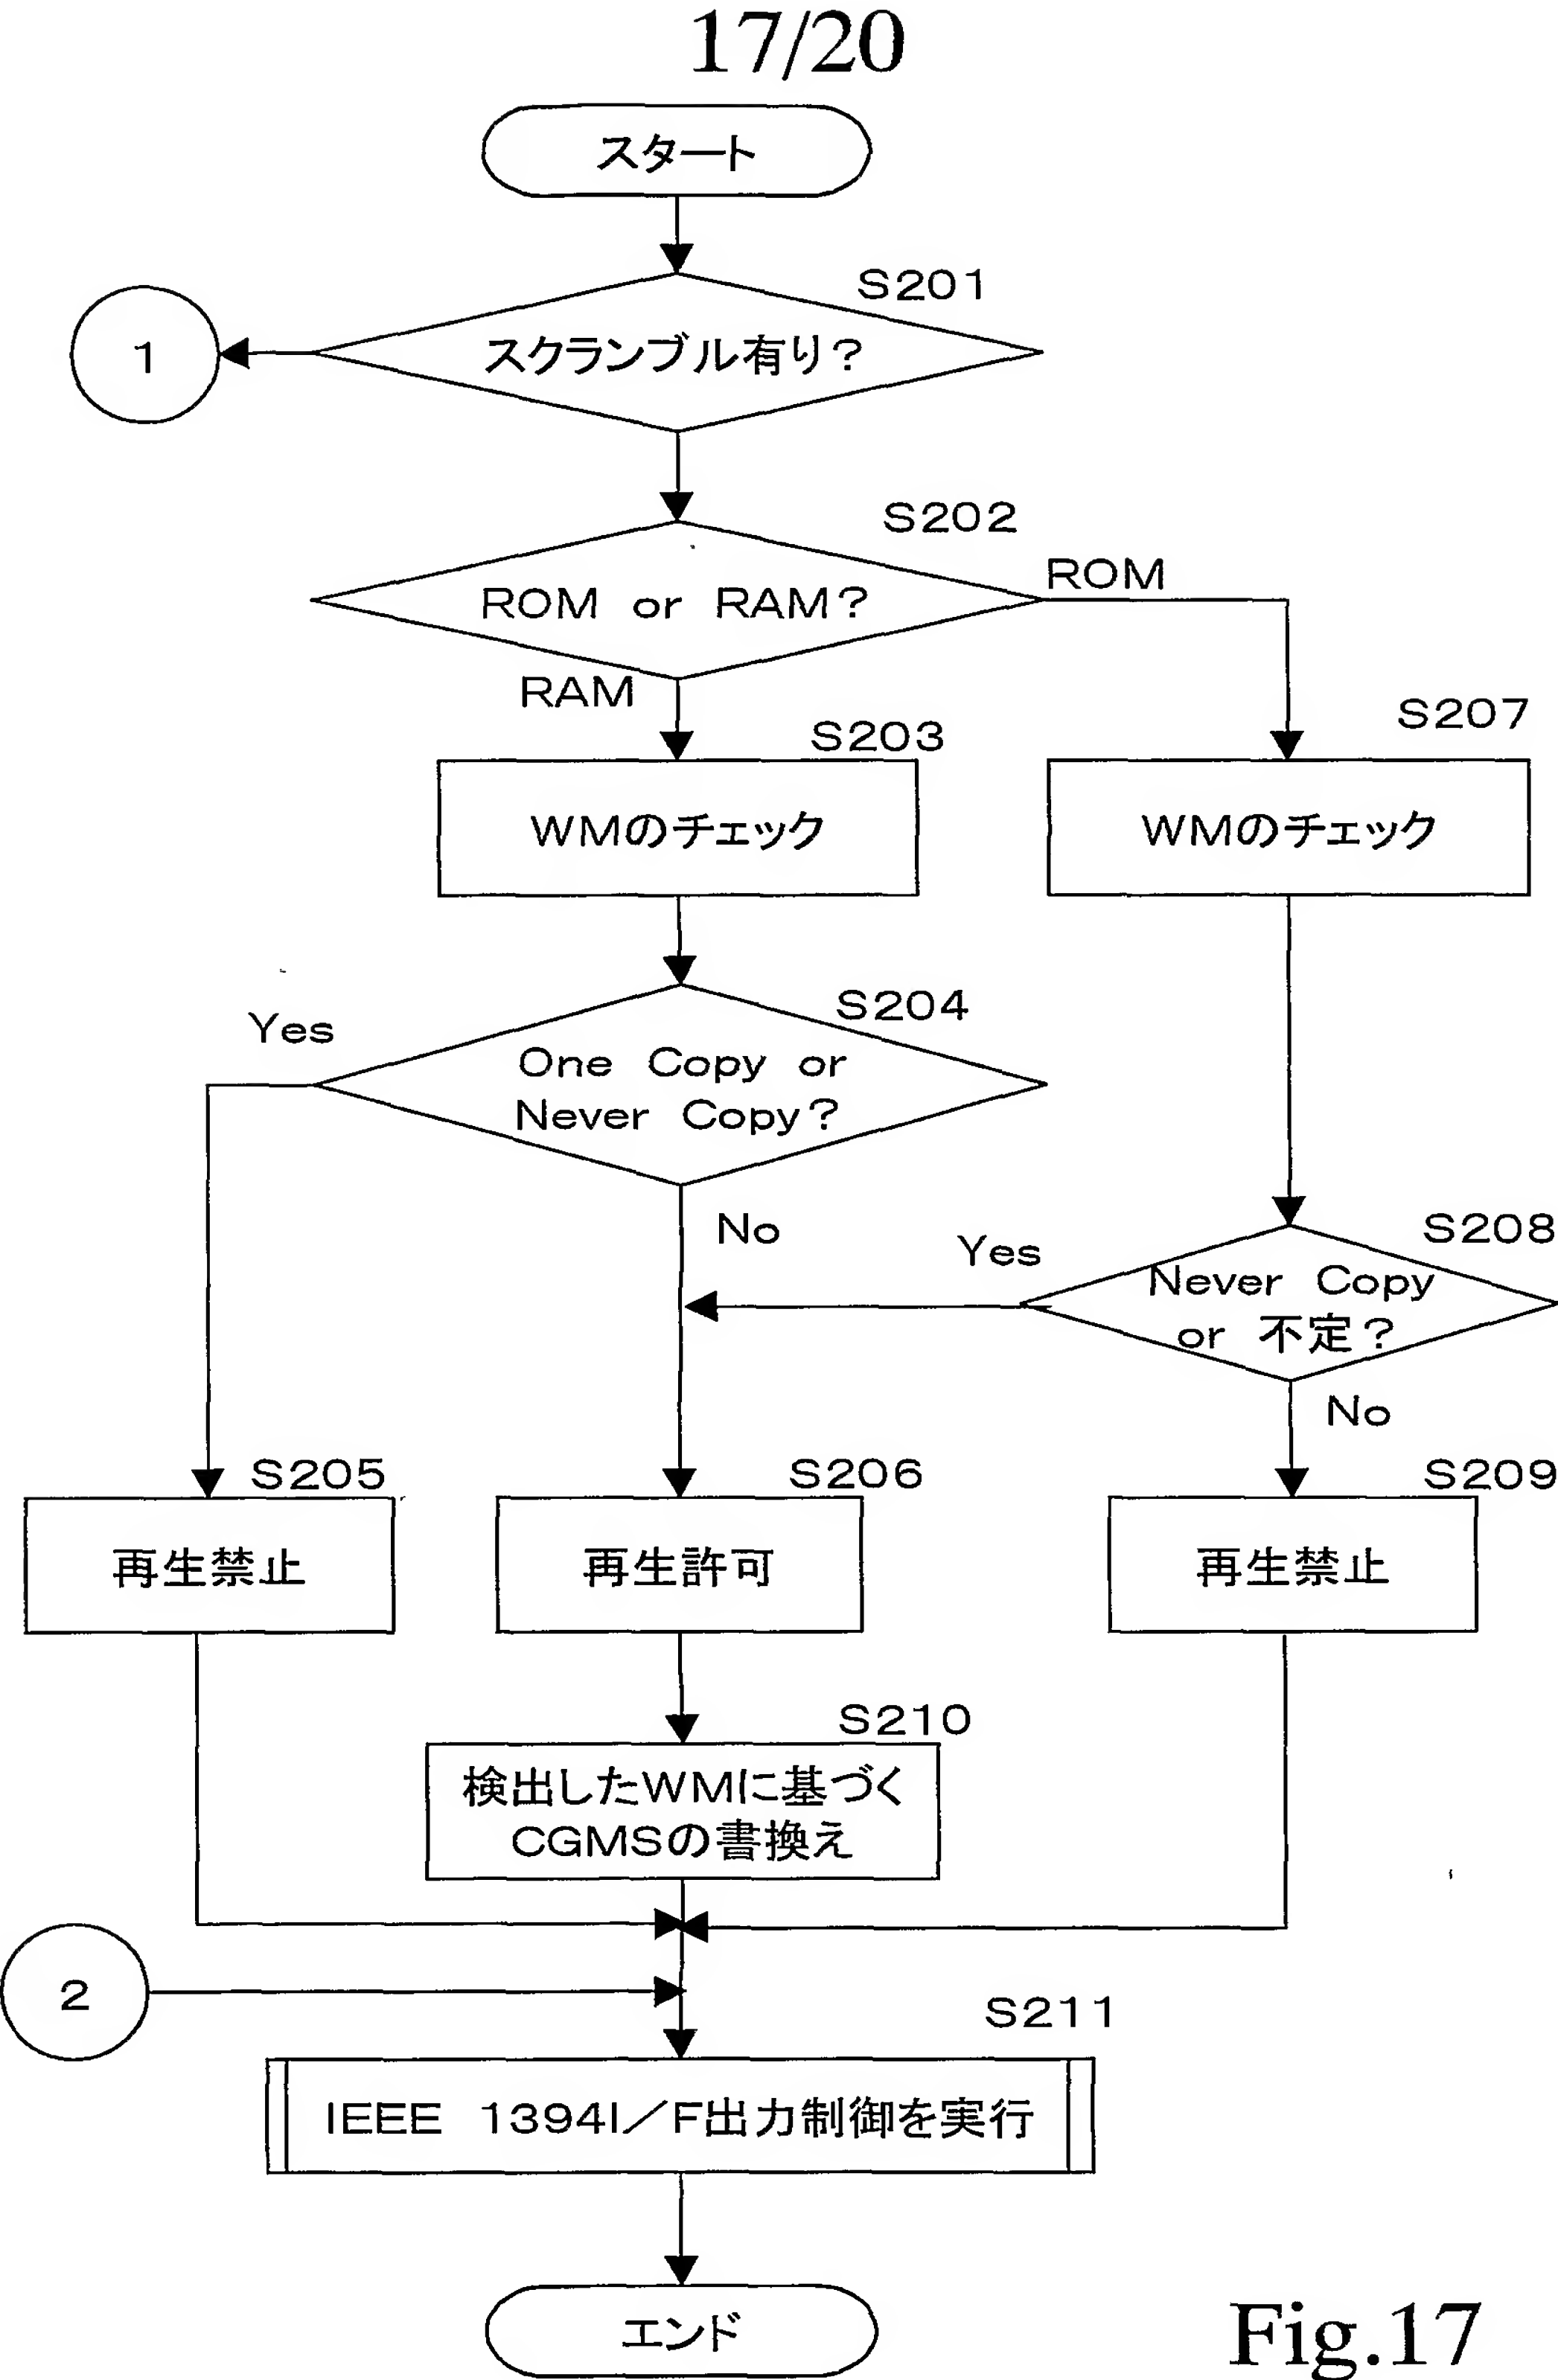 17/20
スタート
S201
スクランブル有り？
1
S202
ROM or RAM？
ROM
RAM
S203
WMのチェック
S207
WMのチェック
S204
Yes
One Copy or
Never Copy？
No
S208
Yes
Never Copy
or 不定？
No
S205
再生禁止
S206
再生許可
S209
再生禁止
S210
検出したWMに基づく
CGMSの書換え
2
S211
IEEE 1394I／F出力制御を実行
エンド
Fig.17